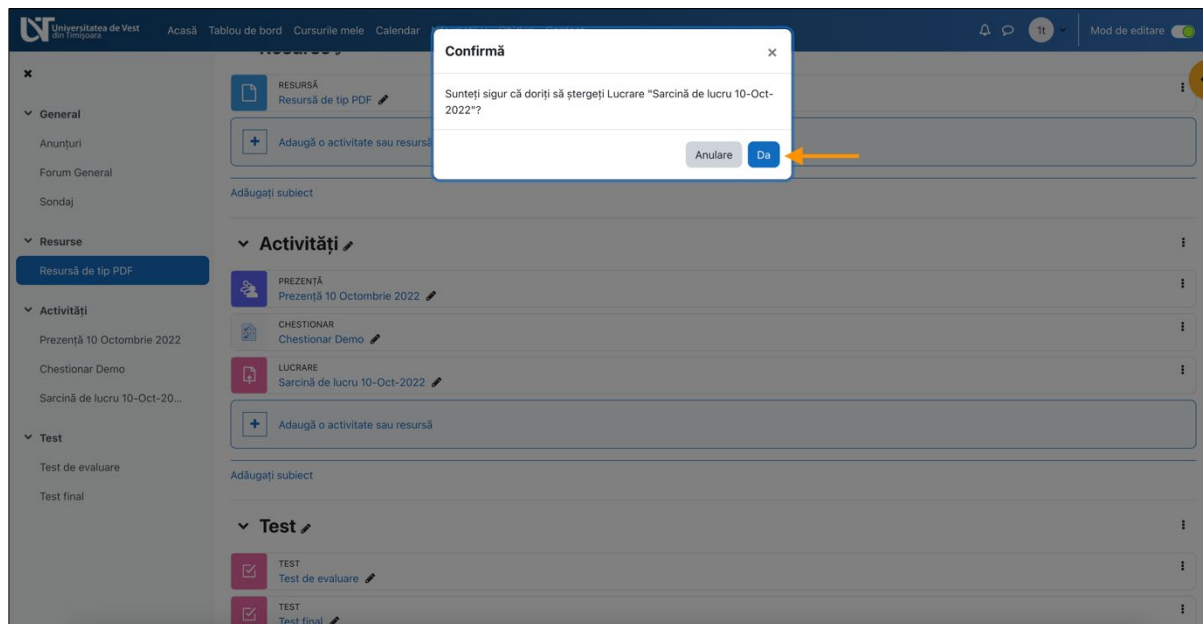 Universitatea de Vest
din Timișoara
Acasă Tablou de bord Cursurile mele Calendar
1t
Mod de editare
Confirmă
Sunteți sigur că doriți să ștergeți Lucrare "Sarcină de lucru 10-Oct-
2022"?
Anulare Da
General
Anunțuri
Forum General
Sondaj
Resurse
Resursă de tip PDF
Activități
Prezență 10 Octombrie 2022
Chestionar Demo
Sarcină de lucru 10-Oct-20...
Test
Test de evaluare
Test final
RESURSĂ
Resursă de tip PDF
Adaugă o activitate sau resursă
Adăugați subiect
Activități
PREZENȚĂ
Prezență 10 Octombrie 2022
CHESTIONAR
Chestionar Demo
LUCRARE
Sarcină de lucru 10-Oct-2022
Adaugă o activitate sau resursă
Adăugați subiect
Test
TEST
Test de evaluare
TEST
Test final